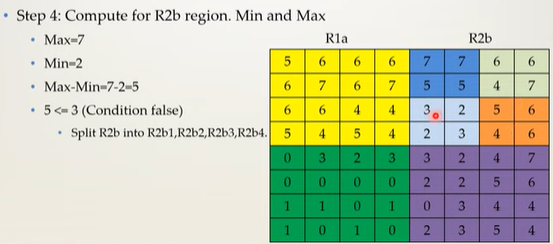 • Step 4: Compute for R2b region. Min and Max
• Max=7
• Min=2
• Max-Min=7-2=5
• 5 <= 3 (Condition false)
• Split R2b into R2b1,R2b2,R2b3,R2b4.
R1a R2b
5 6 6 6 7 7 6 6
6 7 6 7 5 5 4 7
6 6 4 4 3 2 5 6
5 4 5 4 2 3 4 6
0 3 2 3 3 2 4 7
0 0 0 0 2 2 5 6
1 1 0 1 0 3 4 4
1 0 1 0 2 3 5 4